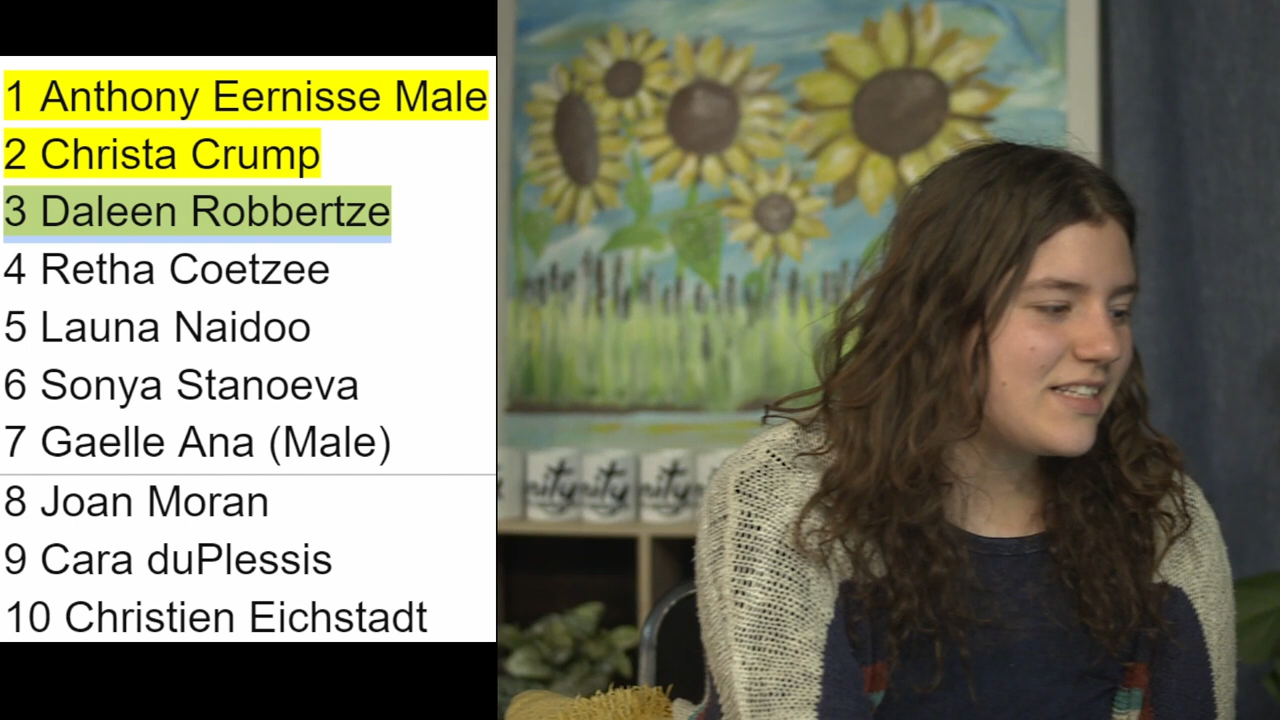 1 Anthony Eernisse Male
2 Christa Crump
3 Daleen Robbertze
4 Retha Coetzee
5 Launa Naidoo
6 Sonya Stanoeva
7 Gaelle Ana (Male)
8 Joan Moran
9 Cara duPlessis
10 Christien Eichstadt